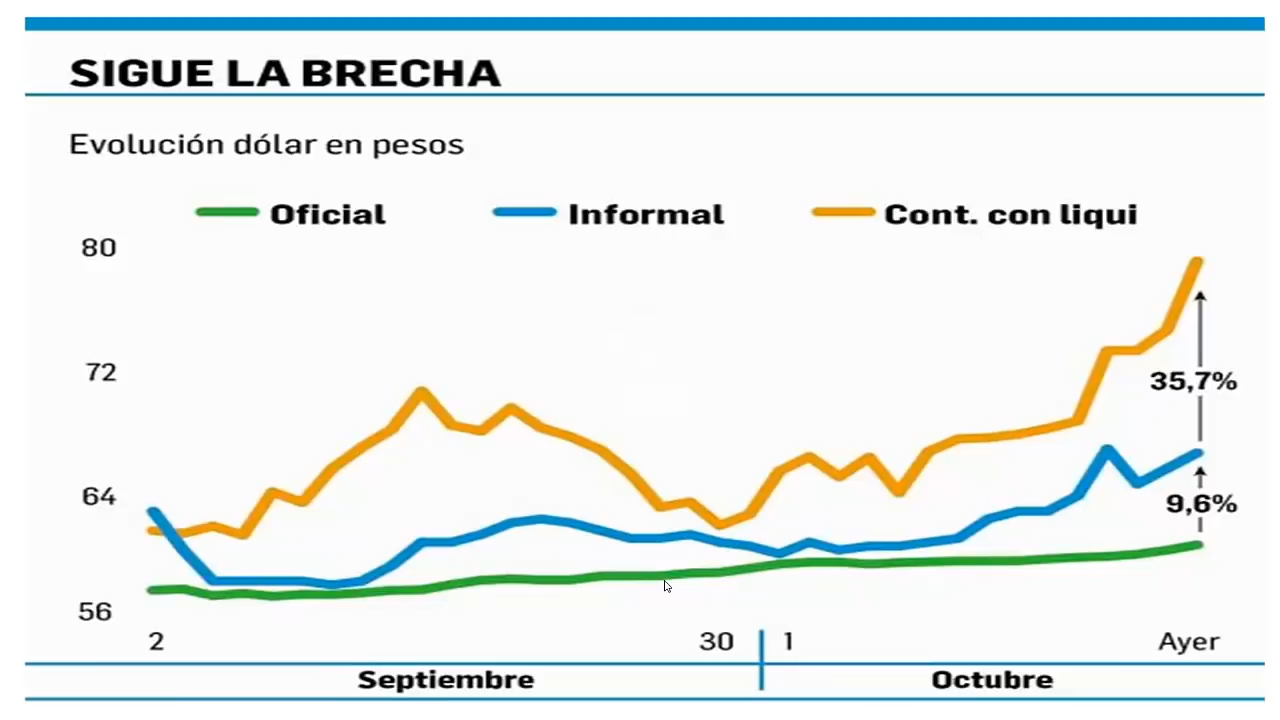 SIGUE LA BRECHA
Evolución dólar en pesos
Oficial Informal Cont. con liqui
80
72
35,7%
64
9,6%
56
2 30 1 Ayer
Septiembre Octubre